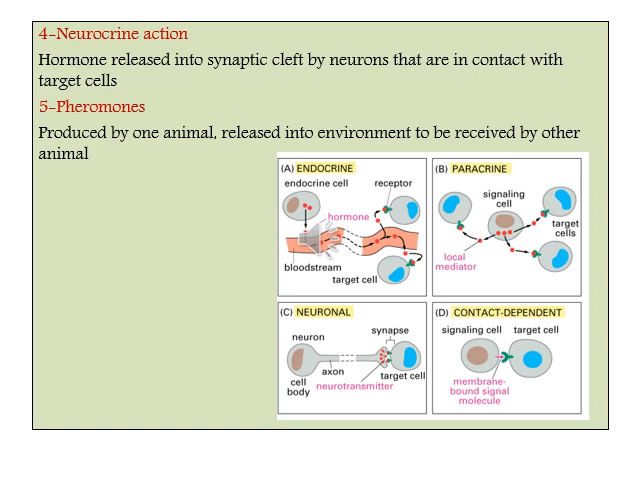 4-Neurocrine action
Hormone released into synaptic cleft by neurons that are in contact with
target cells
5-Pheromones
Produced by one animal, released into environment to be received by other
animal
(A) ENDOCRINE
endocrine cell
receptor
hormone
bloodstream
target cell
(B) PARACRINE
signaling
cell
target
cells
local
mediator
(C) NEURONAL
neuron
synapse
axon
target cell
cell
body
neurotransmitter
(D) CONTACT-DEPENDENT
signaling cell
target cell
membrane-
bound signal
molecule